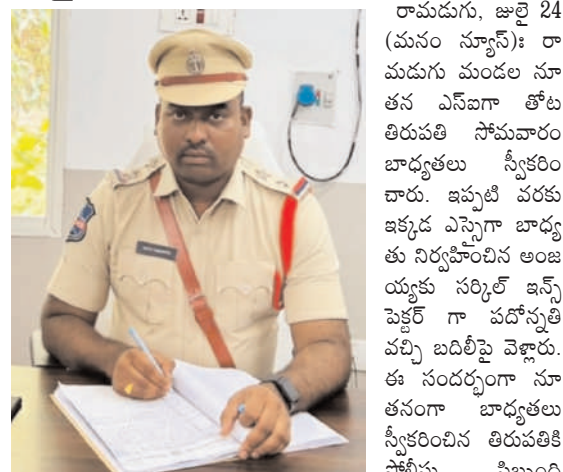 రామడుగు, జులై 24
(మనం న్యూస్)ః రా
మడుగు మండల నూ
తన ఎస్ఐగా తోట
తిరుపతి సోమవారం
బాధ్యతలు స్వీకరిం
చారు. ఇప్పటి వరకు
ఇక్కడ ఎస్సైగా బాధ్య
తు నిర్వహించిన అంజ
య్యకు సర్కిల్ ఇన్స్
పెక్టర్ గా పదోన్నతి
వచ్చి బదిలీపై వెళ్లారు.
ఈ సందర్భంగా నూ
తనంగా బాధ్యతలు
స్వీకరించిన తిరుపతికి